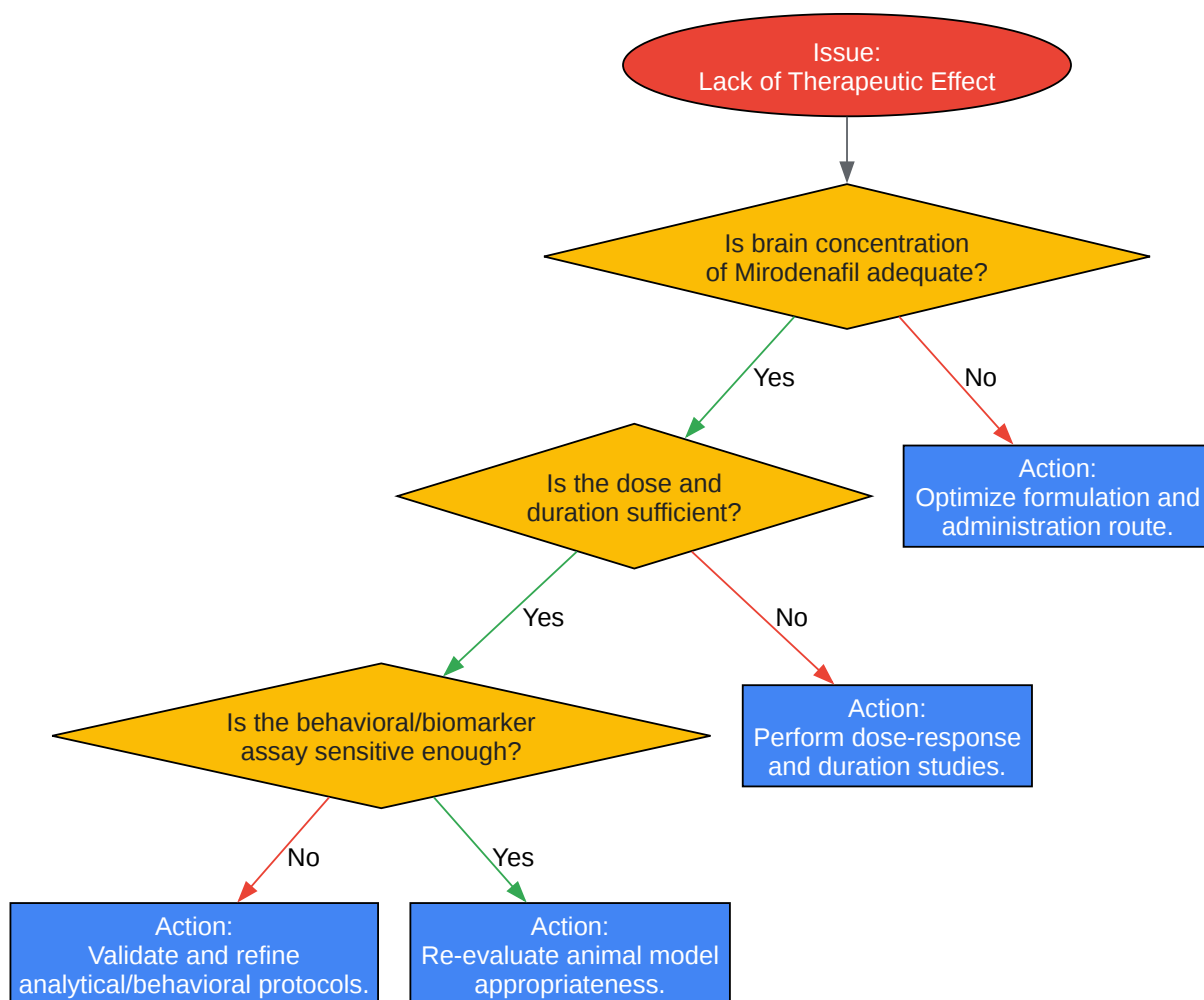 Issue:
Lack of Therapeutic Effect
Is brain concentration
of Mirodenafil adequate?
Yes
No
Is the dose and
duration sufficient?
Action:
Optimize formulation and
administration route.
Yes
No
Is the behavioral/biomarker
assay sensitive enough?
Action:
Perform dose-response
and duration studies.
No
Yes
Action:
Validate and refine
analytical/behavioral protocols.
Action:
Re-evaluate animal model
appropriateness.